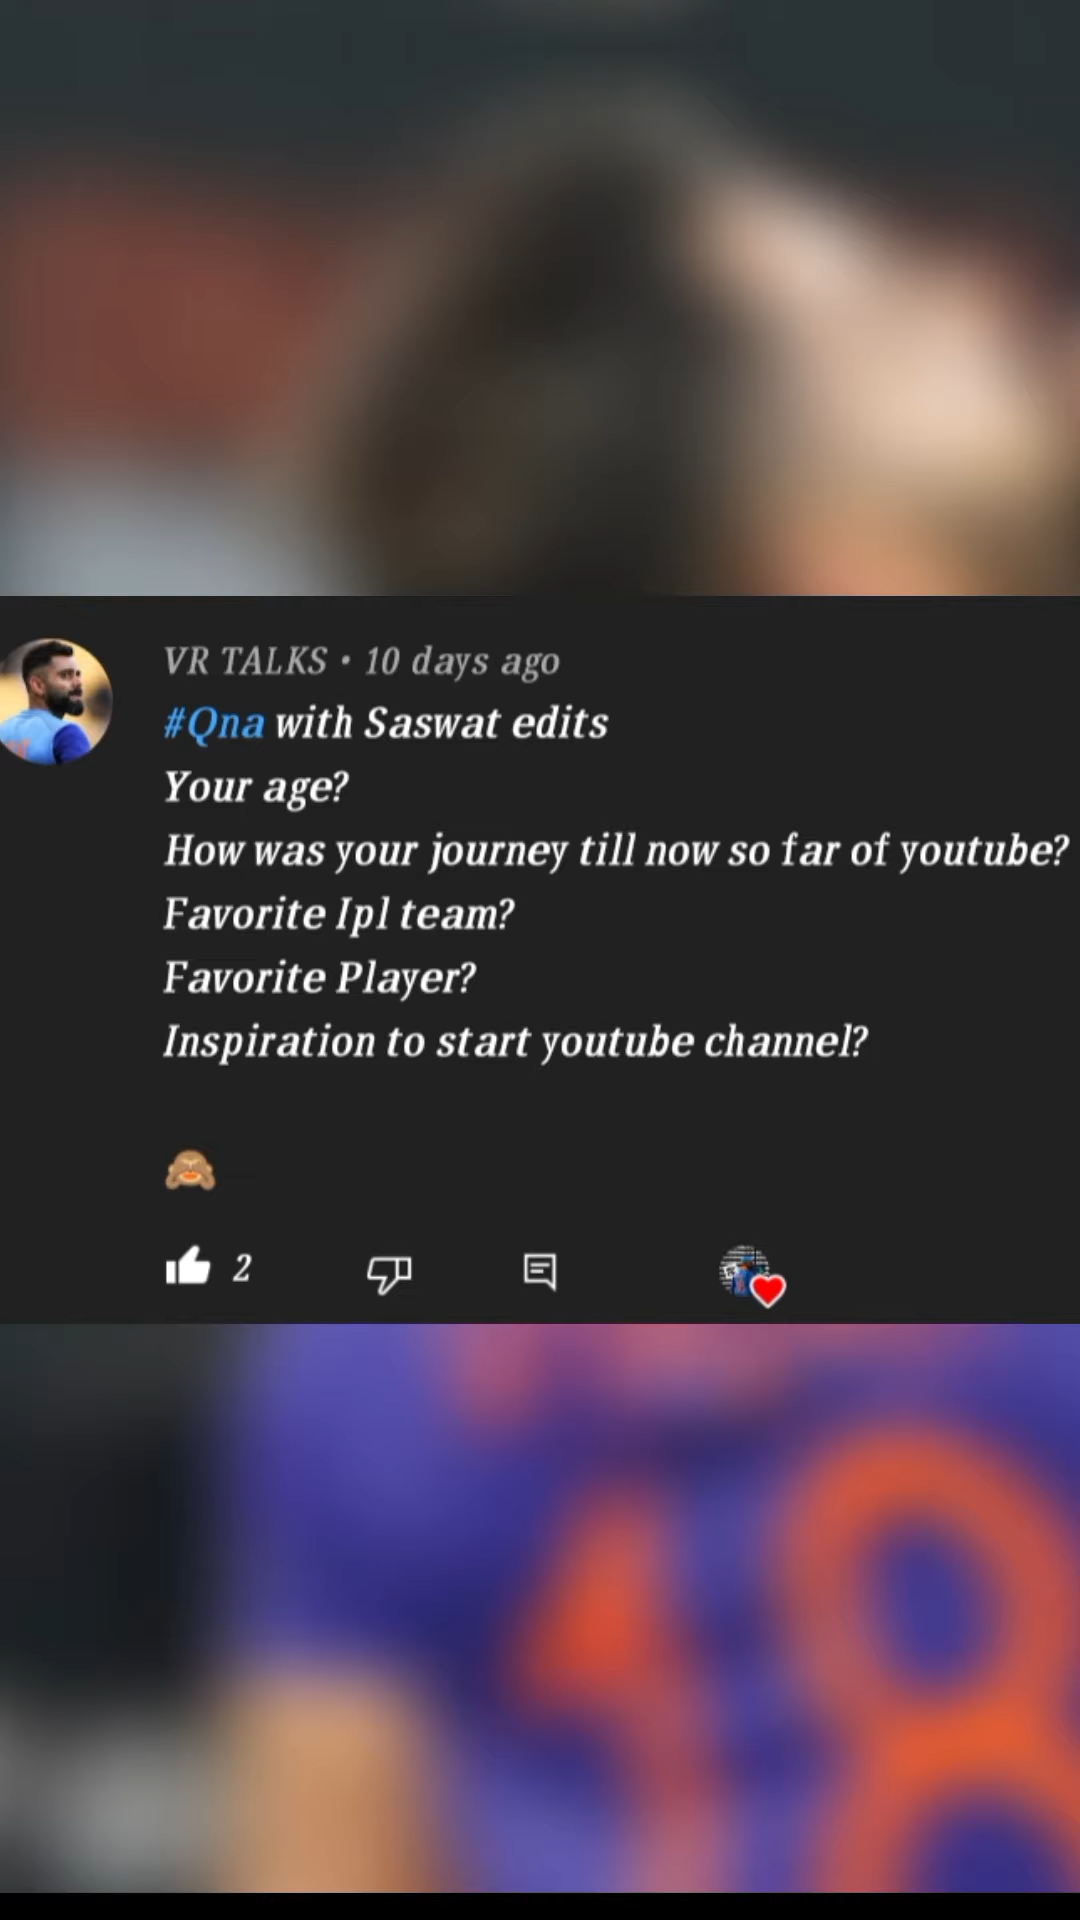 VR TALKS • 10 days ago
#Qna with Saswat edits
Your age?
How was your journey till now so far of youtube?
Favorite Ipl team?
Favorite Player?
Inspiration to start youtube channel?
🙈
2
18